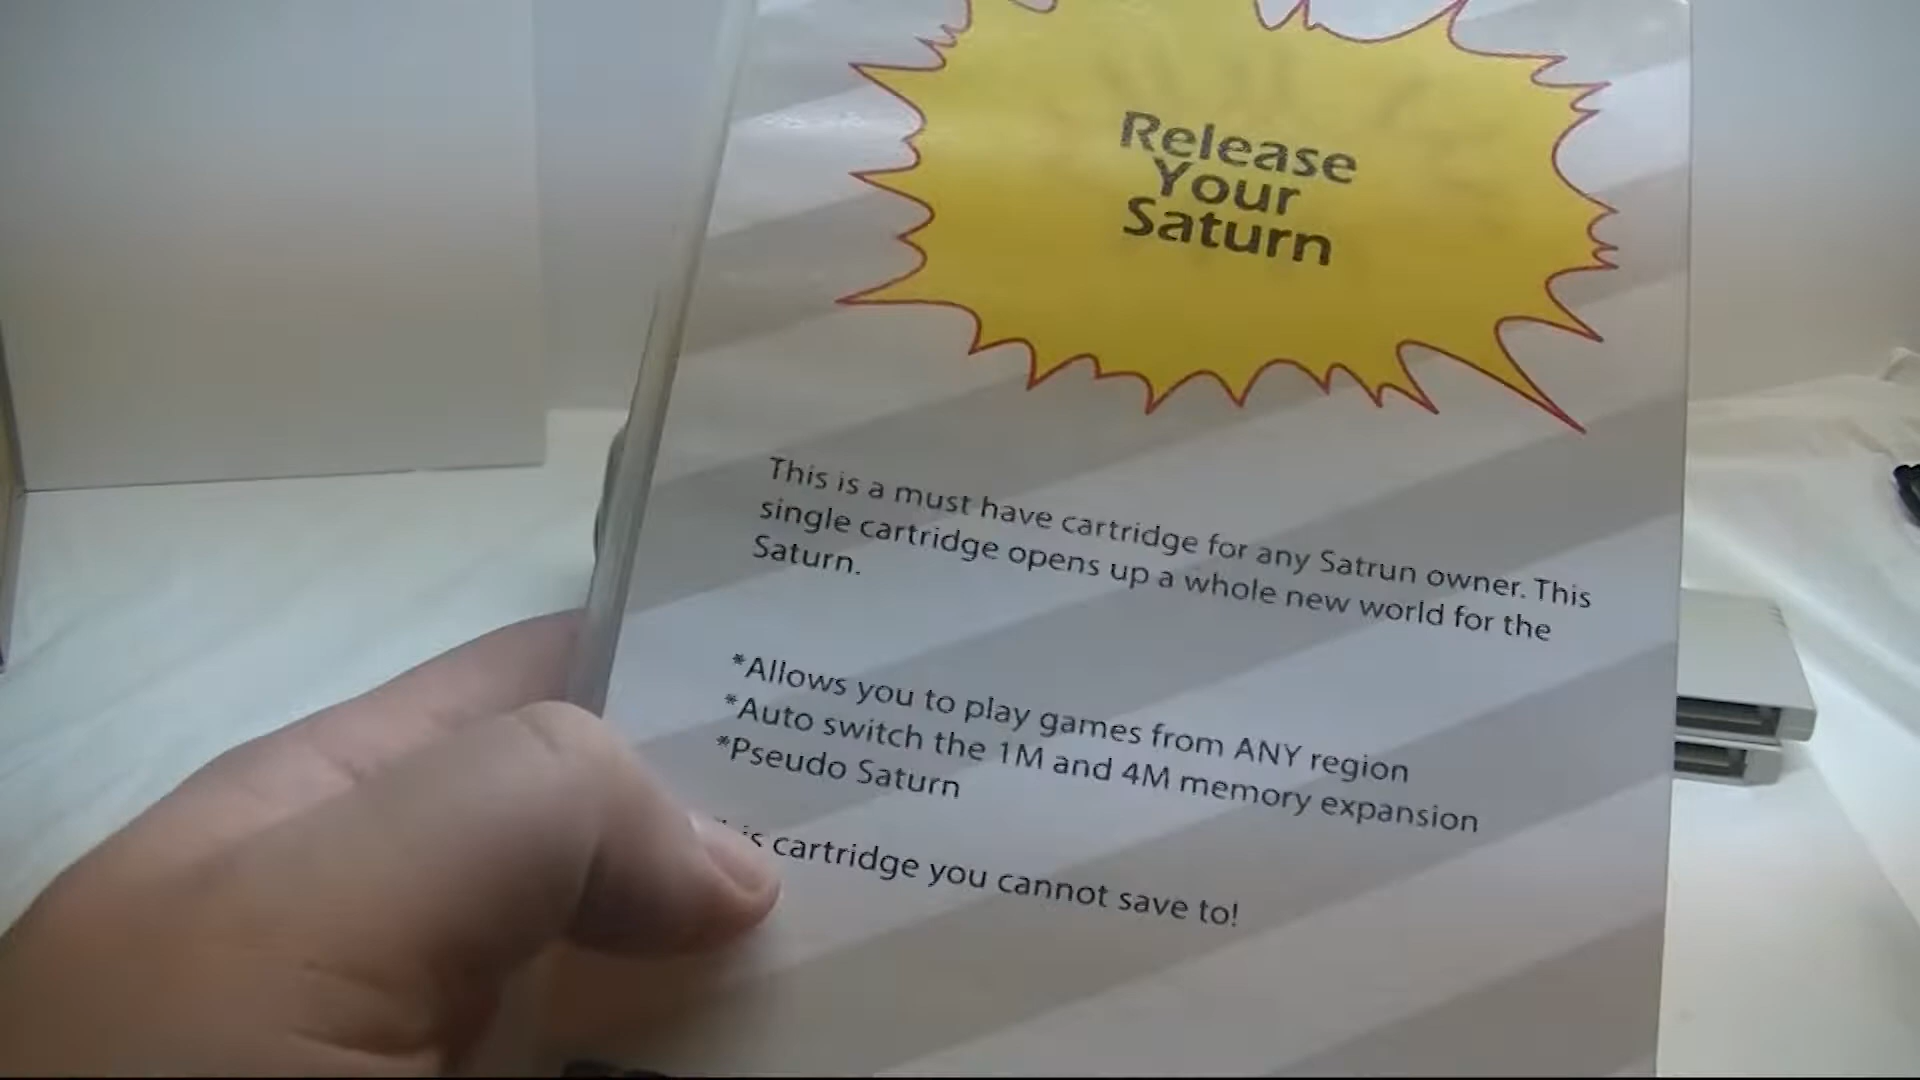 Release
Your
Saturn
This is a must have cartridge for any Satrun owner. This
single cartridge opens up a whole new world for the
Saturn.
*Allows you to play games from ANY region
*Auto switch the 1M and 4M memory expansion
*Pseudo Saturn
cartridge you cannot save to!